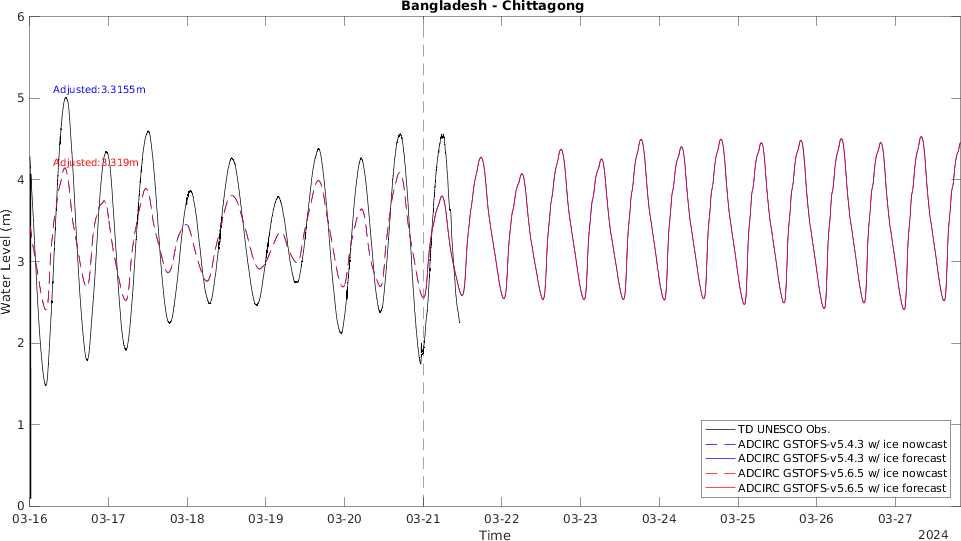 Bangladesh - Chittagong
6
5
4
3
2
1
0
Water Level (m)
Adjusted:3.3155m
Adjusted:3.319m
TD UNESCO Obs.
ADCIRC GSTOFS-v5.4.3 w/ ice nowcast
ADCIRC GSTOFS-v5.4.3 w/ ice forecast
ADCIRC GSTOFS-v5.6.5 w/ ice nowcast
ADCIRC GSTOFS-v5.6.5 w/ ice forecast
03-16 03-17 03-18 03-19 03-20 03-21 03-22 03-23 03-24 03-25 03-26 03-27
Time
2024